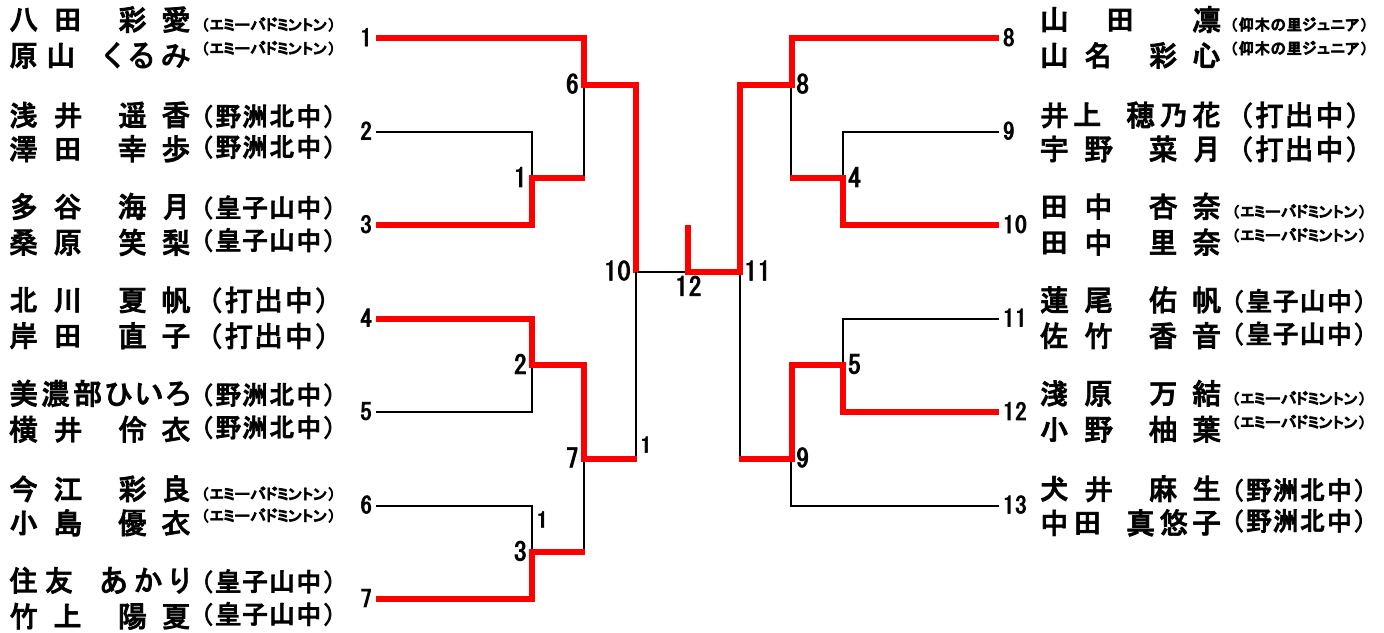 八田 彩愛 (エミーバドミントン)
原山 くるみ (エミーバドミントン)
1
浅井 遥香 (野洲北中)
澤田 幸歩 (野洲北中)
2
多谷 海月 (皇子山中)
桑原 笑梨 (皇子山中)
3
北川 夏帆 (打出中)
岸田 直子 (打出中)
4
美濃部ひいろ (野洲北中)
横井 伶衣 (野洲北中)
5
今江 彩良 (エミーバドミントン)
小島 優衣 (エミーバドミントン)
6
住友 あかり (皇子山中)
竹上 陽夏 (皇子山中)
7
6
1
10
2
7
1
1
3
12
11
8
4
5
9
8
山田 凛 (仰木の里ジュニア)
山名 彩心 (仰木の里ジュニア)
9
井上 穂乃花 (打出中)
宇野 菜月 (打出中)
10
田中 杏奈 (エミーバドミントン)
田中 里奈 (エミーバドミントン)
11
蓮尾 佑帆 (皇子山中)
佐竹 香音 (皇子山中)
12
淺原 万結 (エミーバドミントン)
小野 柚葉 (エミーバドミントン)
13
犬井 麻生 (野洲北中)
中田 真悠子 (野洲北中)